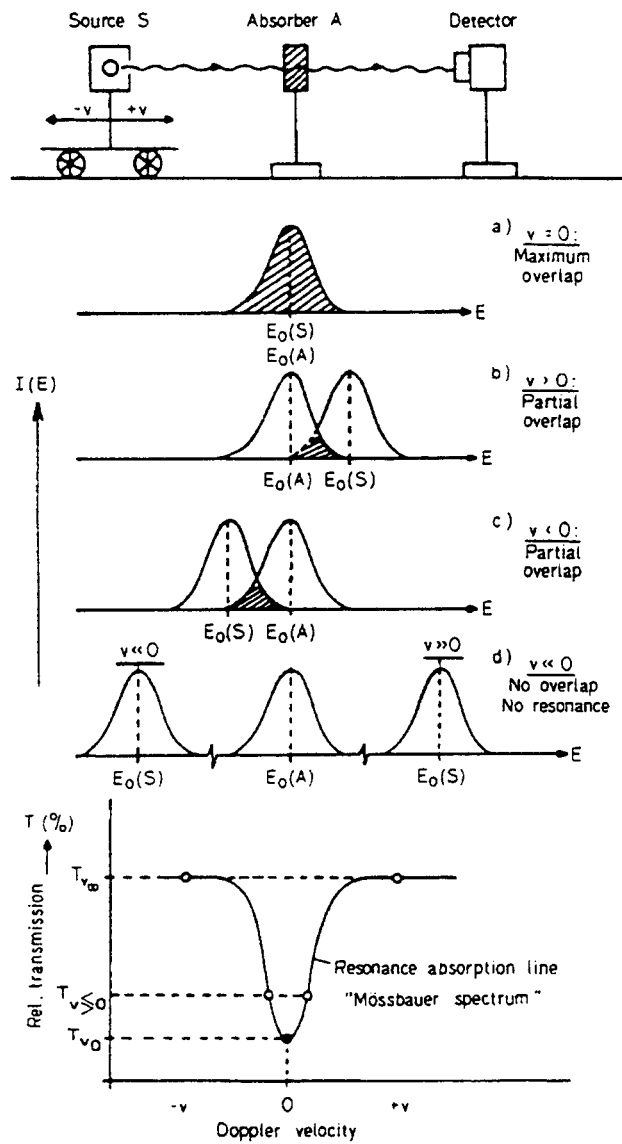 Source S Absorber A Detector
-v +v
a) v = 0:
Maximum
overlap
E
E₀(S)
E₀(A)
I(E)
b) v > 0:
Partial
overlap
E
E₀(A) E₀(S)
c) v < 0:
Partial
overlap
E
E₀(S) E₀(A)
v ≪ 0 v ≫ 0
d) v ≪ 0
No overlap
No resonance
E
E₀(S) E₀(A) E₀(S)
T (%)
Rel. transmission
T_v∞
T_v≶0
T_v0
Resonance absorption line
"Mössbauer spectrum"
-v 0 +v
Doppler velocity